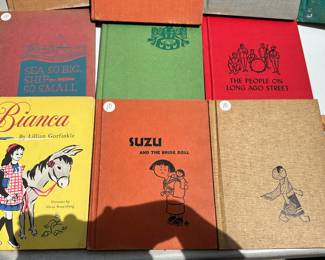 SEA SO BIG,
SHIP
SO SMALL
THE PEOPLE ON
LONG AGO STREET
Bianca
By Lillian Garfinkle
SUZU
AND THE BRIDE DOLL